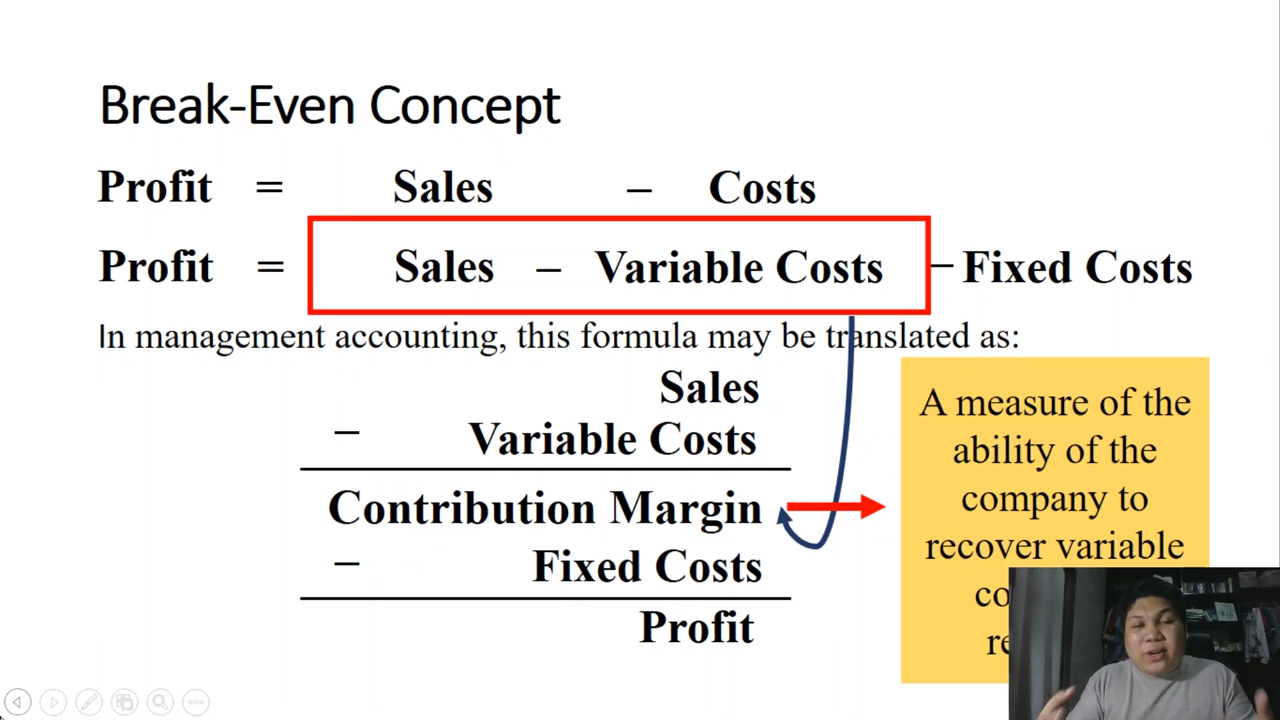 Break-Even Concept
Profit = Sales – Costs
Profit = Sales – Variable Costs – Fixed Costs
In management accounting, this formula may be translated as:
Sales
– Variable Costs
Contribution Margin
– Fixed Costs
Profit
A measure of the
ability of the
company to
recover variable